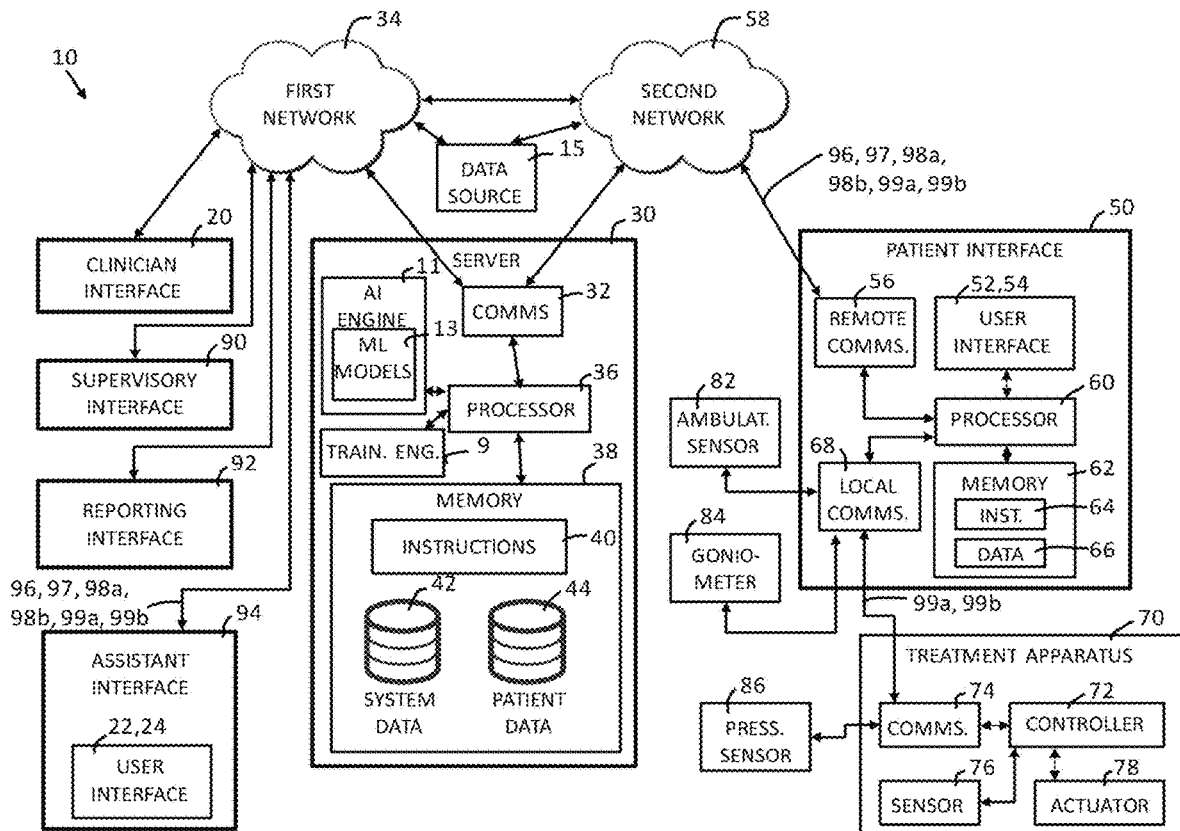 34
58
10
FIRST
NETWORK
SECOND
NETWORK
15
DATA
SOURCE
96, 97, 98a,
98b, 99a, 99b
20
CLINICIAN
INTERFACE
30
SERVER
11
AI
ENGINE
13
ML
MODELS
COMMS
32
50
PATIENT INTERFACE
56
REMOTE
COMMS.
52,54
USER
INTERFACE
90
SUPERVISORY
INTERFACE
36
PROCESSOR
82
AMBULAT.
SENSOR
60
PROCESSOR
TRAIN. ENG.
9
38
68
LOCAL
COMMS.
62
MEMORY
INST.
64
DATA
66
92
REPORTING
INTERFACE
MEMORY
INSTRUCTIONS
40
84
GONIO-
METER
42
44
SYSTEM
DATA
PATIENT
DATA
96, 97, 98a,
98b, 99a, 99b
94
ASSISTANT
INTERFACE
22,24
USER
INTERFACE
99a, 99b
70
TREATMENT APPARATUS
86
PRESS.
SENSOR
74
COMMS.
72
CONTROLLER
76
SENSOR
78
ACTUATOR